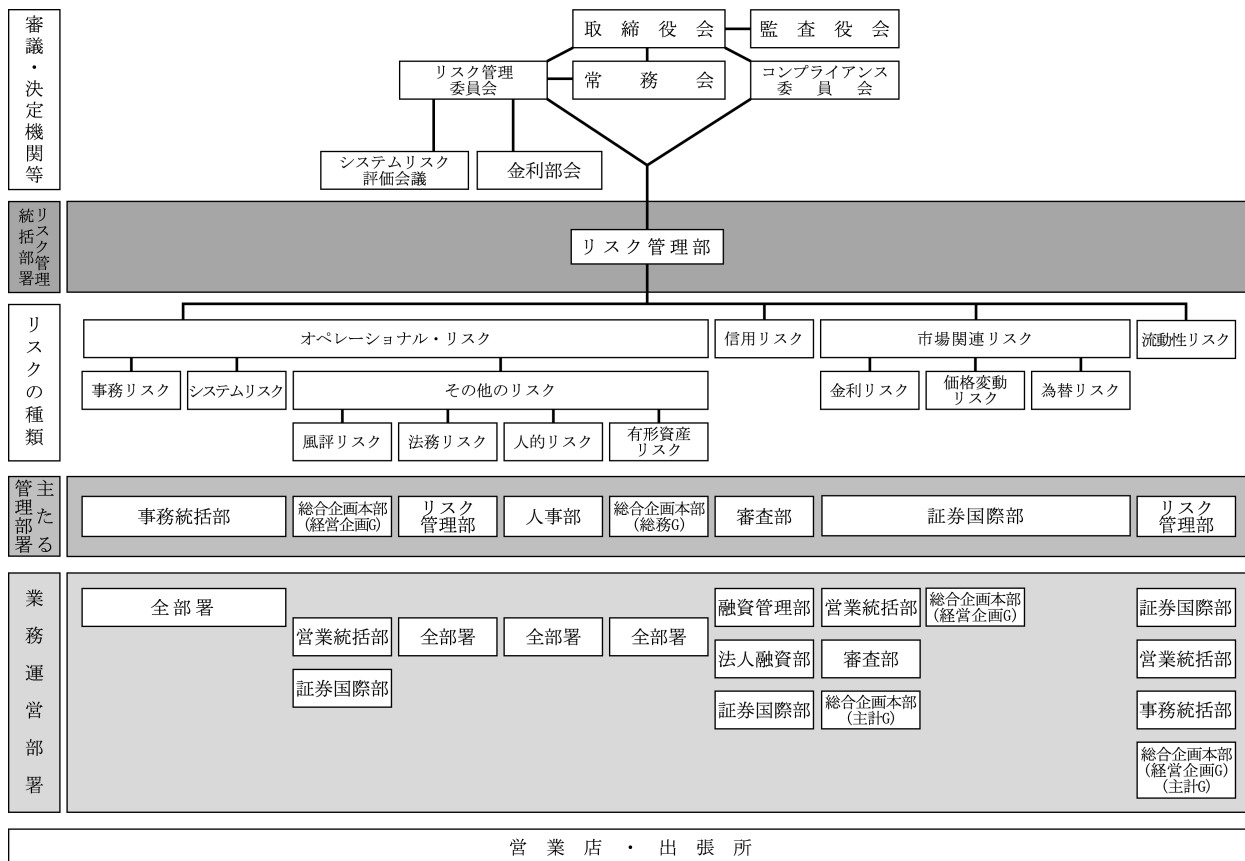 審議・決定機関等
取締役会
監査役会
リスク管理
委員会
常務会
コンプライアンス
委員会
システムリスク
評価会議
金利部会
リスク管理
統括部署
リスク管理部
リスクの種類
オペレーショナル・リスク
信用リスク
市場関連リスク
流動性リスク
事務リスク
システムリスク
その他のリスク
金利リスク
価格変動
リスク
為替リスク
風評リスク
法務リスク
人的リスク
有形資産
リスク
主たる
管理部署
事務統括部
総合企画本部
(経営企画G)
リスク
管理部
人事部
総合企画本部
(総務G)
審査部
証券国際部
リスク
管理部
業務運営部署
全部署
営業統括部
全部署
全部署
全部署
証券国際部
融資管理部
営業統括部
総合企画本部
(経営企画G)
証券国際部
法人融資部
審査部
営業統括部
証券国際部
総合企画本部
(主計G)
事務統括部
総合企画本部
(経営企画G)
(主計G)
営業店・出張所